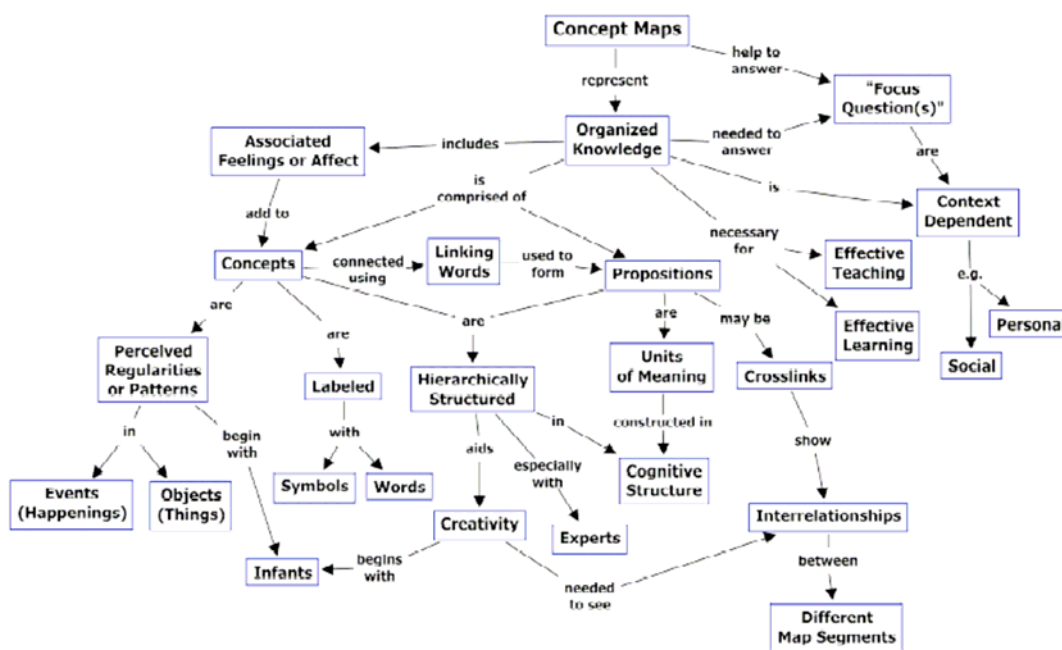 Concept Maps
help to
answer
represent
"Focus
Question(s)"
Organized
Knowledge
needed to
answer
Associated
Feelings or Affect
includes
are
is
comprised of
is
Context
Dependent
add to
necessary
for
Concepts
connected
using
Linking
Words
used to
form
Propositions
Effective
Teaching
e.g.
are
are
are
are
may be
Effective
Learning
Persona
Perceived
Regularities
or Patterns
Labeled
Hierarchically
Structured
Units
of Meaning
Crosslinks
Social
in
begin
with
with
aids
especially
with
in
constructed in
show
Events
(Happenings)
Objects
(Things)
Symbols
Words
Cognitive
Structure
Creativity
Experts
Interrelationships
Infants
begins
with
needed
to see
between
Different
Map Segments